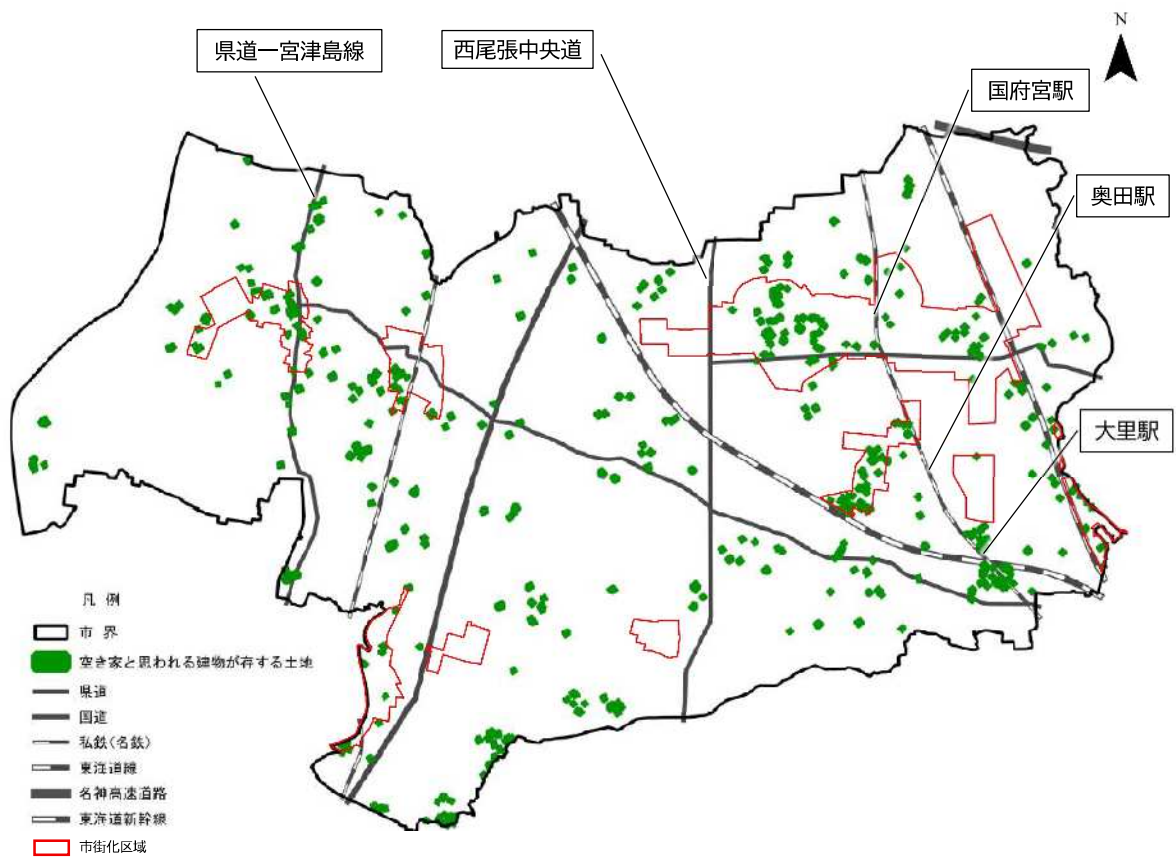 N
県道一宮津島線
西尾張中央道
国府宮駅
奥田駅
大里駅
凡 例
市 界
空き家と思われる建物が存する土地
県道
国道
私鉄(名鉄)
東海道線
名神高速道路
東海道新幹線
市街化区域